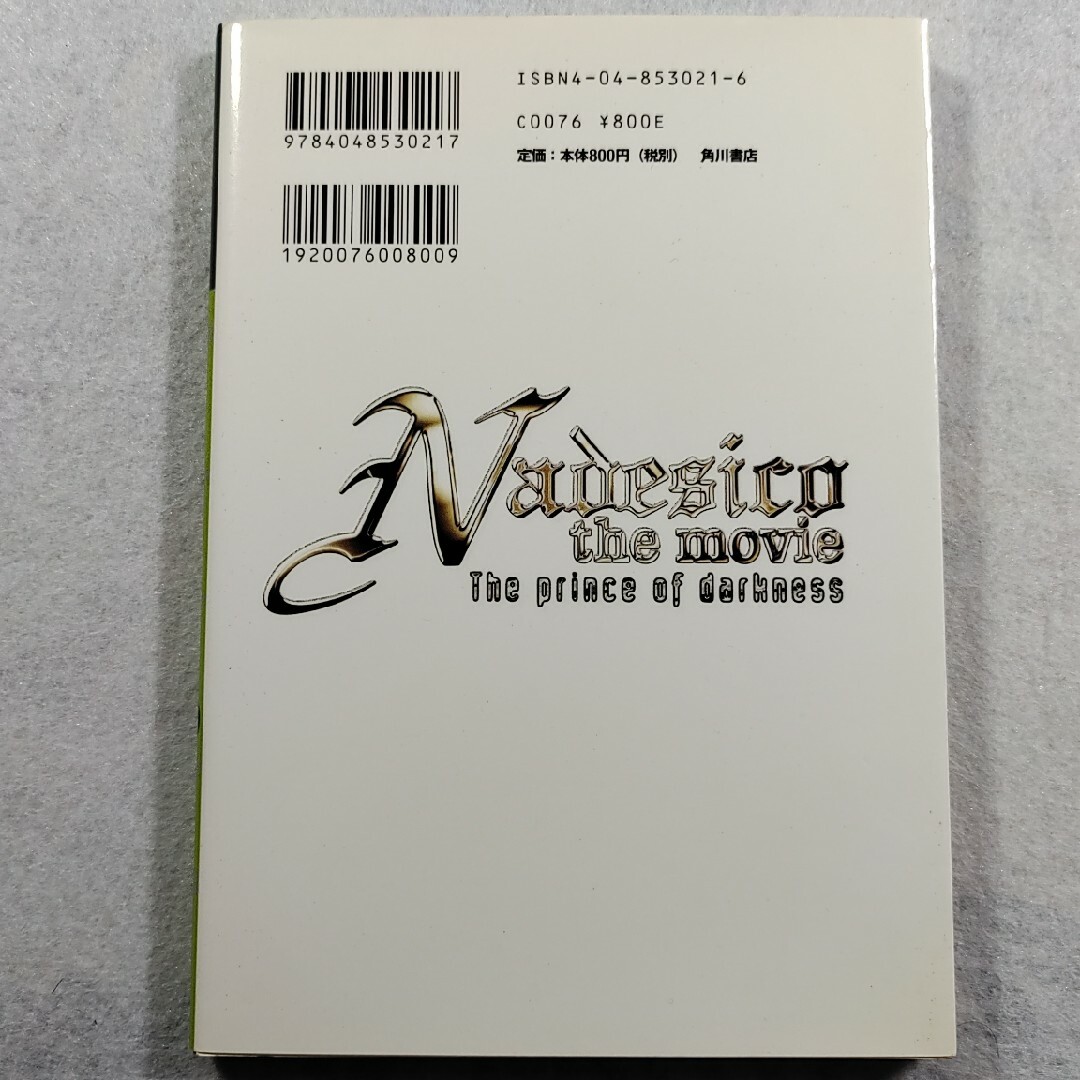 9784048530217
1920076008009
ISBN4-04-853021-6
C0076 ¥800E
定価：本体800円（税別） 角川書店
Nadesico
the movie
The prince of darkness